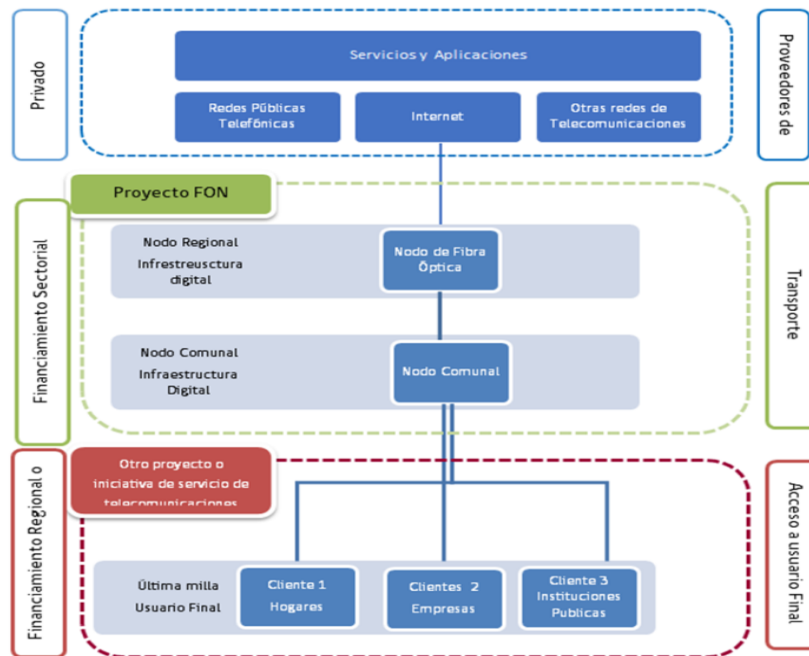 Privado
Servicios y Aplicaciones
Redes Públicas
Telefónicas
Internet
Otras redes de
Telecomunicaciones
Proveedores de
Financiamiento Sectorial
Proyecto FON
Nodo Regional
Infrestreusctura
digital
Nodo de Fibra
Óptica
Nodo Comunal
Infraestructura
Digital
Nodo Comunal
Transporte
Financiamiento Regional o
Otro proyecto o
iniciativa de servicio de
telecomunicaciones
Última milla
Usuario Final
Cliente 1
Hogares
Clientes 2
Empresas
Cliente 3
Instituciones
Publicas
Acceso a usuario Final